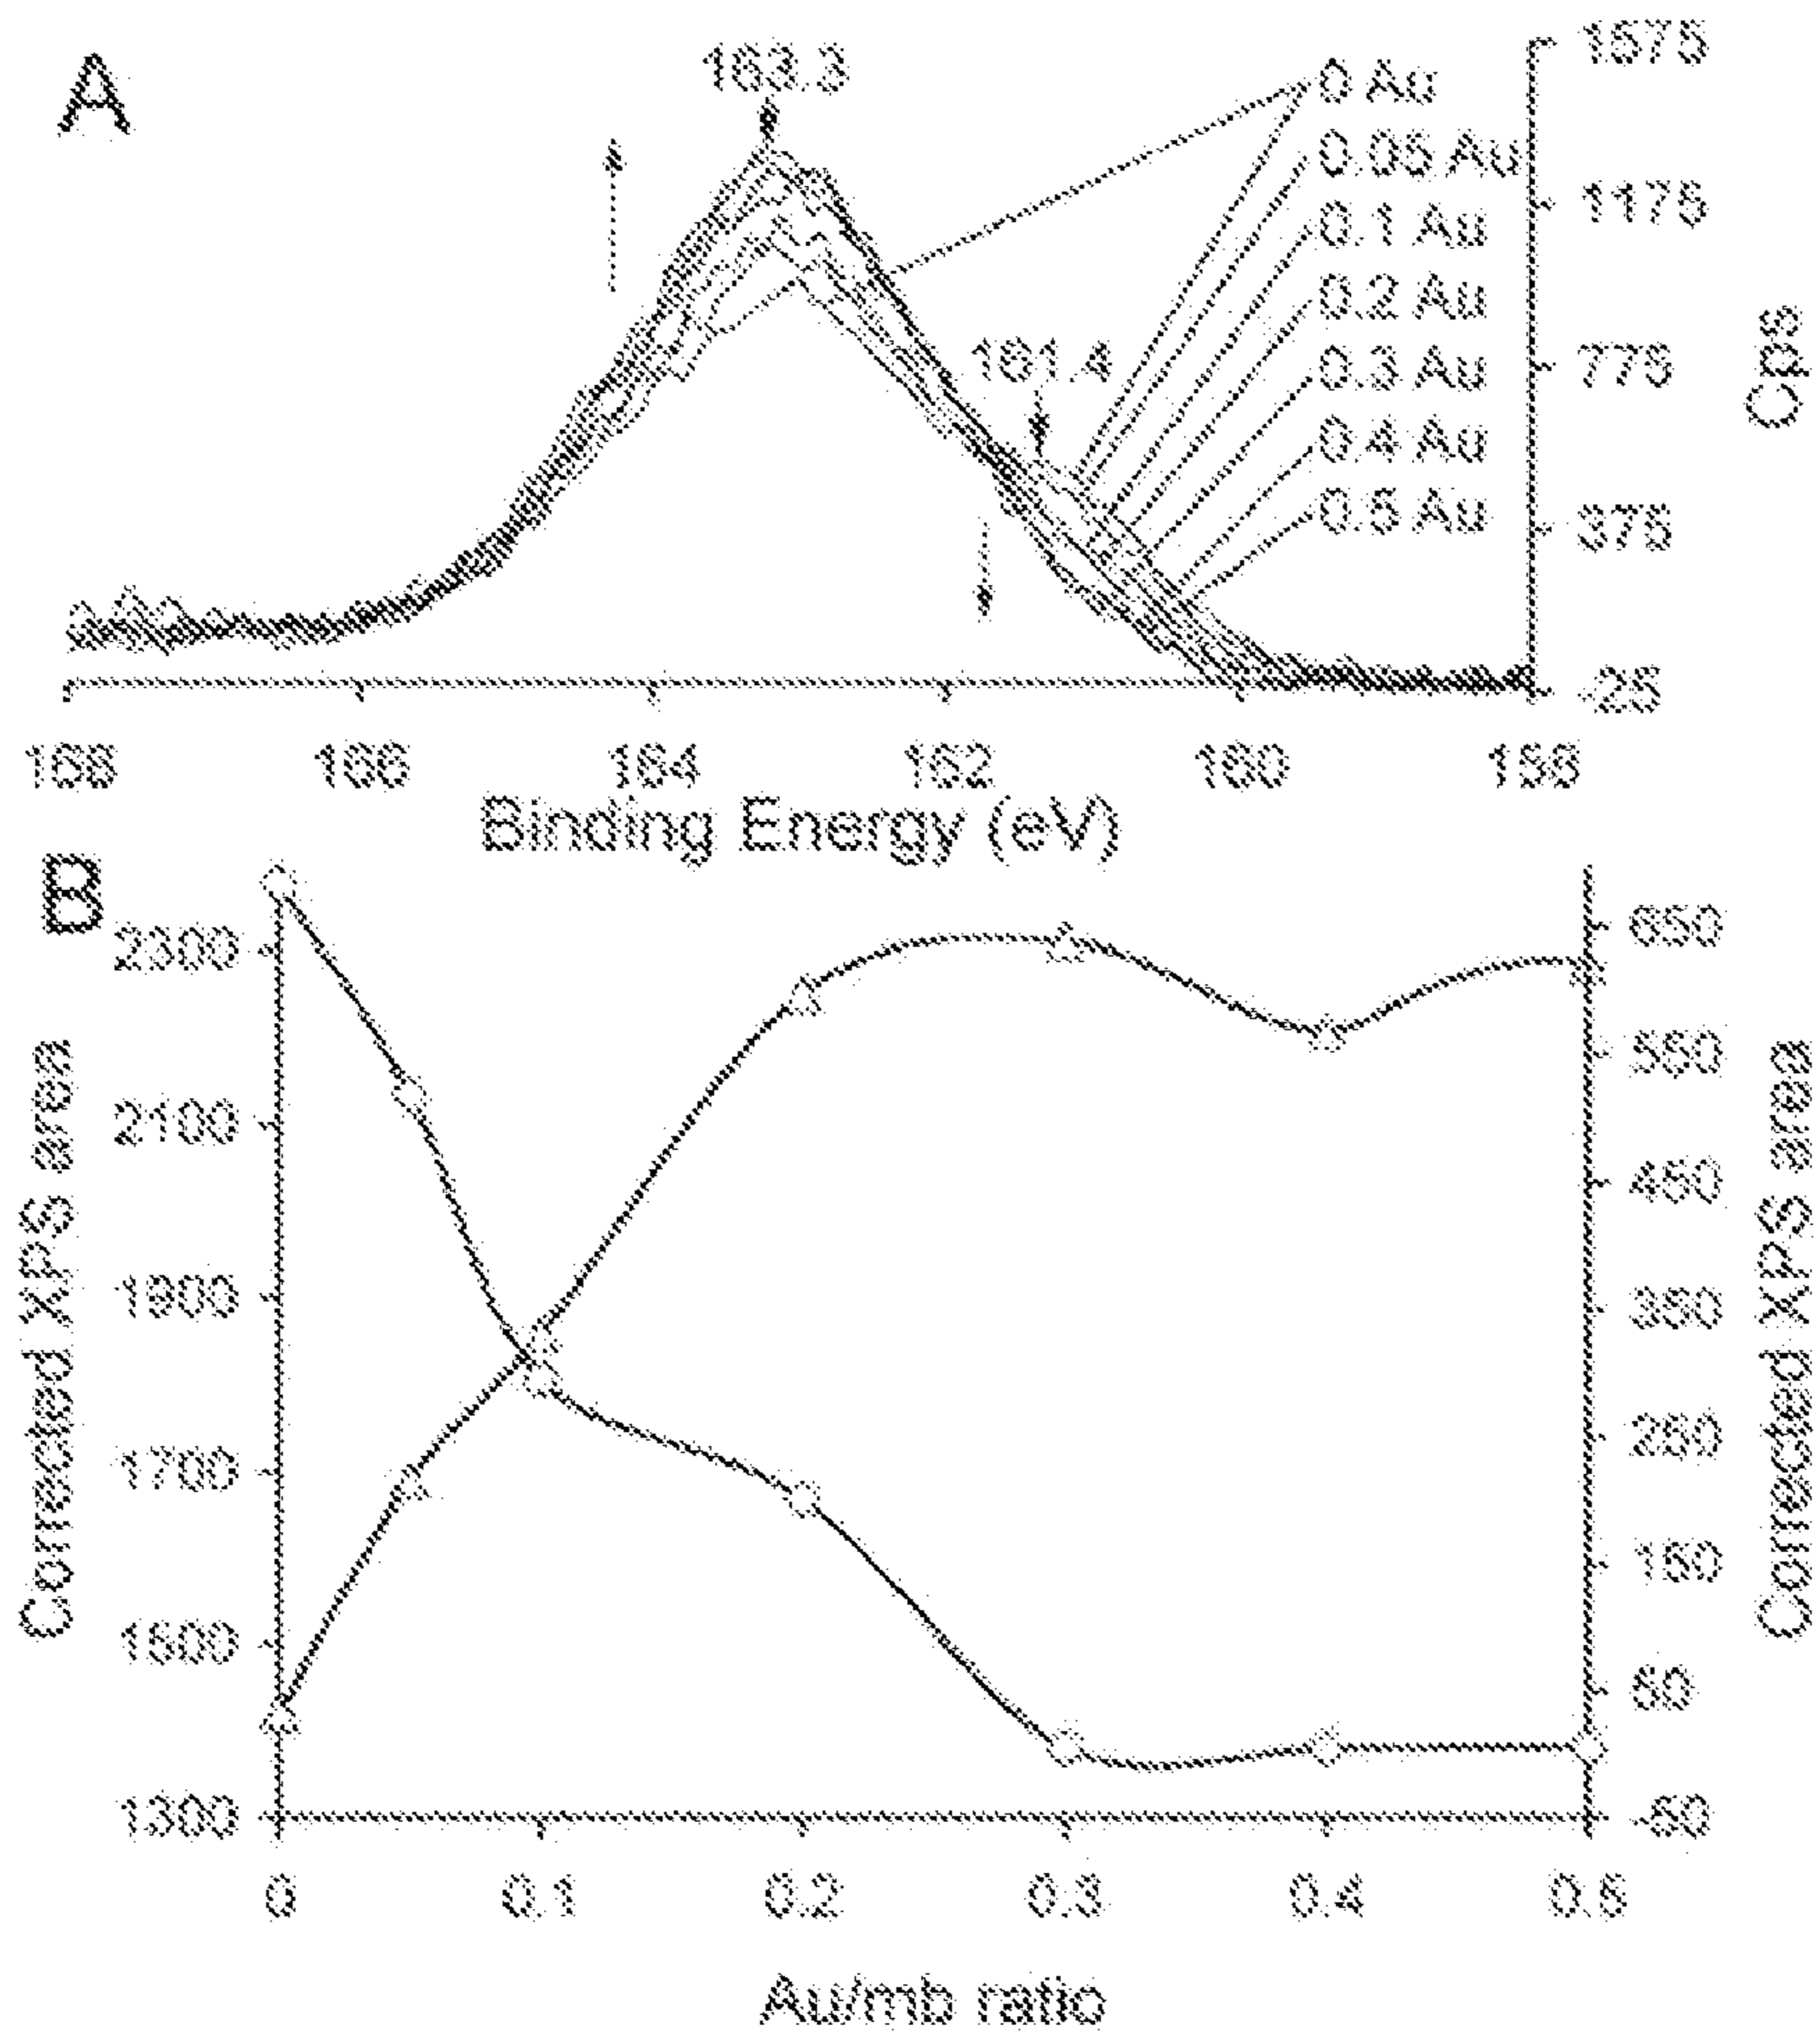 A
163.3
0 Au
0.05 Au
0.1 Au
0.2 Au
0.3 Au
0.4 Au
0.5 Au
161.4
1575
1175
775
375
-25
Cps
168 166 164 162 160 158
Binding Energy (eV)
B
2300
2100
1900
1700
1500
1300
Corrected XPS area
650
550
450
350
250
150
50
-50
Corrected XPS area
0 0.1 0.2 0.3 0.4 0.5
Au/mb ratio